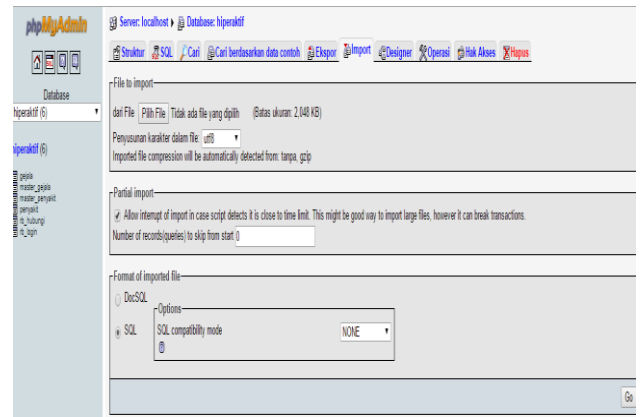 phpMyAdmin
Database
hiperaktif (6)
hiperaktif (6)
gejala
master_gejala
master_penyakit
penyakit
tb_hubungi
tb_login
Server: localhost ▸ Database: hiperaktif
Struktur SQL Cari Cari berdasarkan data contoh Ekspor Import Designer Operasi Hak Akses Hapus
File to import
dari File Pilih File Tidak ada file yang dipilih (Batas ukuran: 2,048 KB)
Penyusunan karakter dalam file: utf8
Imported file compression will be automatically detected from: tanpa, gzip
Partial import
Allow interrupt of import in case script detects it is close to time limit. This might be good way to import large files, however it can break transactions.
Number of records(queries) to skip from start 0
Format of imported file
DocSQL
Options
SQL SQL compatibility mode NONE
Go